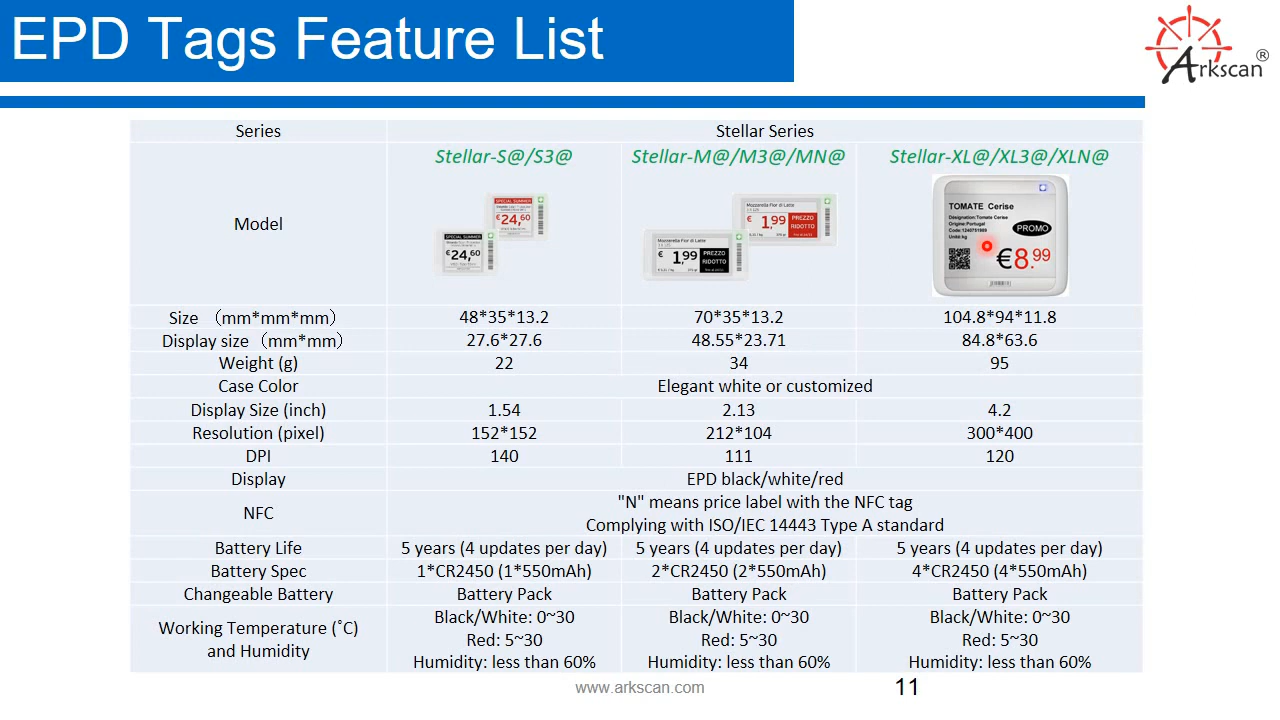 EPD Tags Feature List
Arkscan®
Series Stellar Series
Model Stellar-S@/S3@ Stellar-M@/M3@/MN@ Stellar-XL@/XL3@/XLN@
SPECIAL SUMMER
€24,60
SPECIAL SUMMER
€24,60
Mozzarella Fior di Latte
€ 1,99 PREZZO
RIDOTTO
Mozzarella Fior di Latte
€ 1,99 PREZZO
RIDOTTO
TOMATE Cerise
Désignation:Tomate Cerise
Origine:Portugal
Code:1240751989
Unité:kg
PROMO
€8.99
Size （mm*mm*mm） 48*35*13.2 70*35*13.2 104.8*94*11.8
Display size （mm*mm） 27.6*27.6 48.55*23.71 84.8*63.6
Weight (g) 22 34 95
Case Color Elegant white or customized
Display Size (inch) 1.54 2.13 4.2
Resolution (pixel) 152*152 212*104 300*400
DPI 140 111 120
Display EPD black/white/red
NFC "N" means price label with the NFC tag
Complying with ISO/IEC 14443 Type A standard
Battery Life 5 years (4 updates per day) 5 years (4 updates per day) 5 years (4 updates per day)
Battery Spec 1*CR2450 (1*550mAh) 2*CR2450 (2*550mAh) 4*CR2450 (4*550mAh)
Changeable Battery Battery Pack Battery Pack Battery Pack
Working Temperature (˚C)
and Humidity
Black/White: 0~30 Black/White: 0~30 Black/White: 0~30
Red: 5~30 Red: 5~30 Red: 5~30
Humidity: less than 60% Humidity: less than 60% Humidity: less than 60%
www.arkscan.com 11